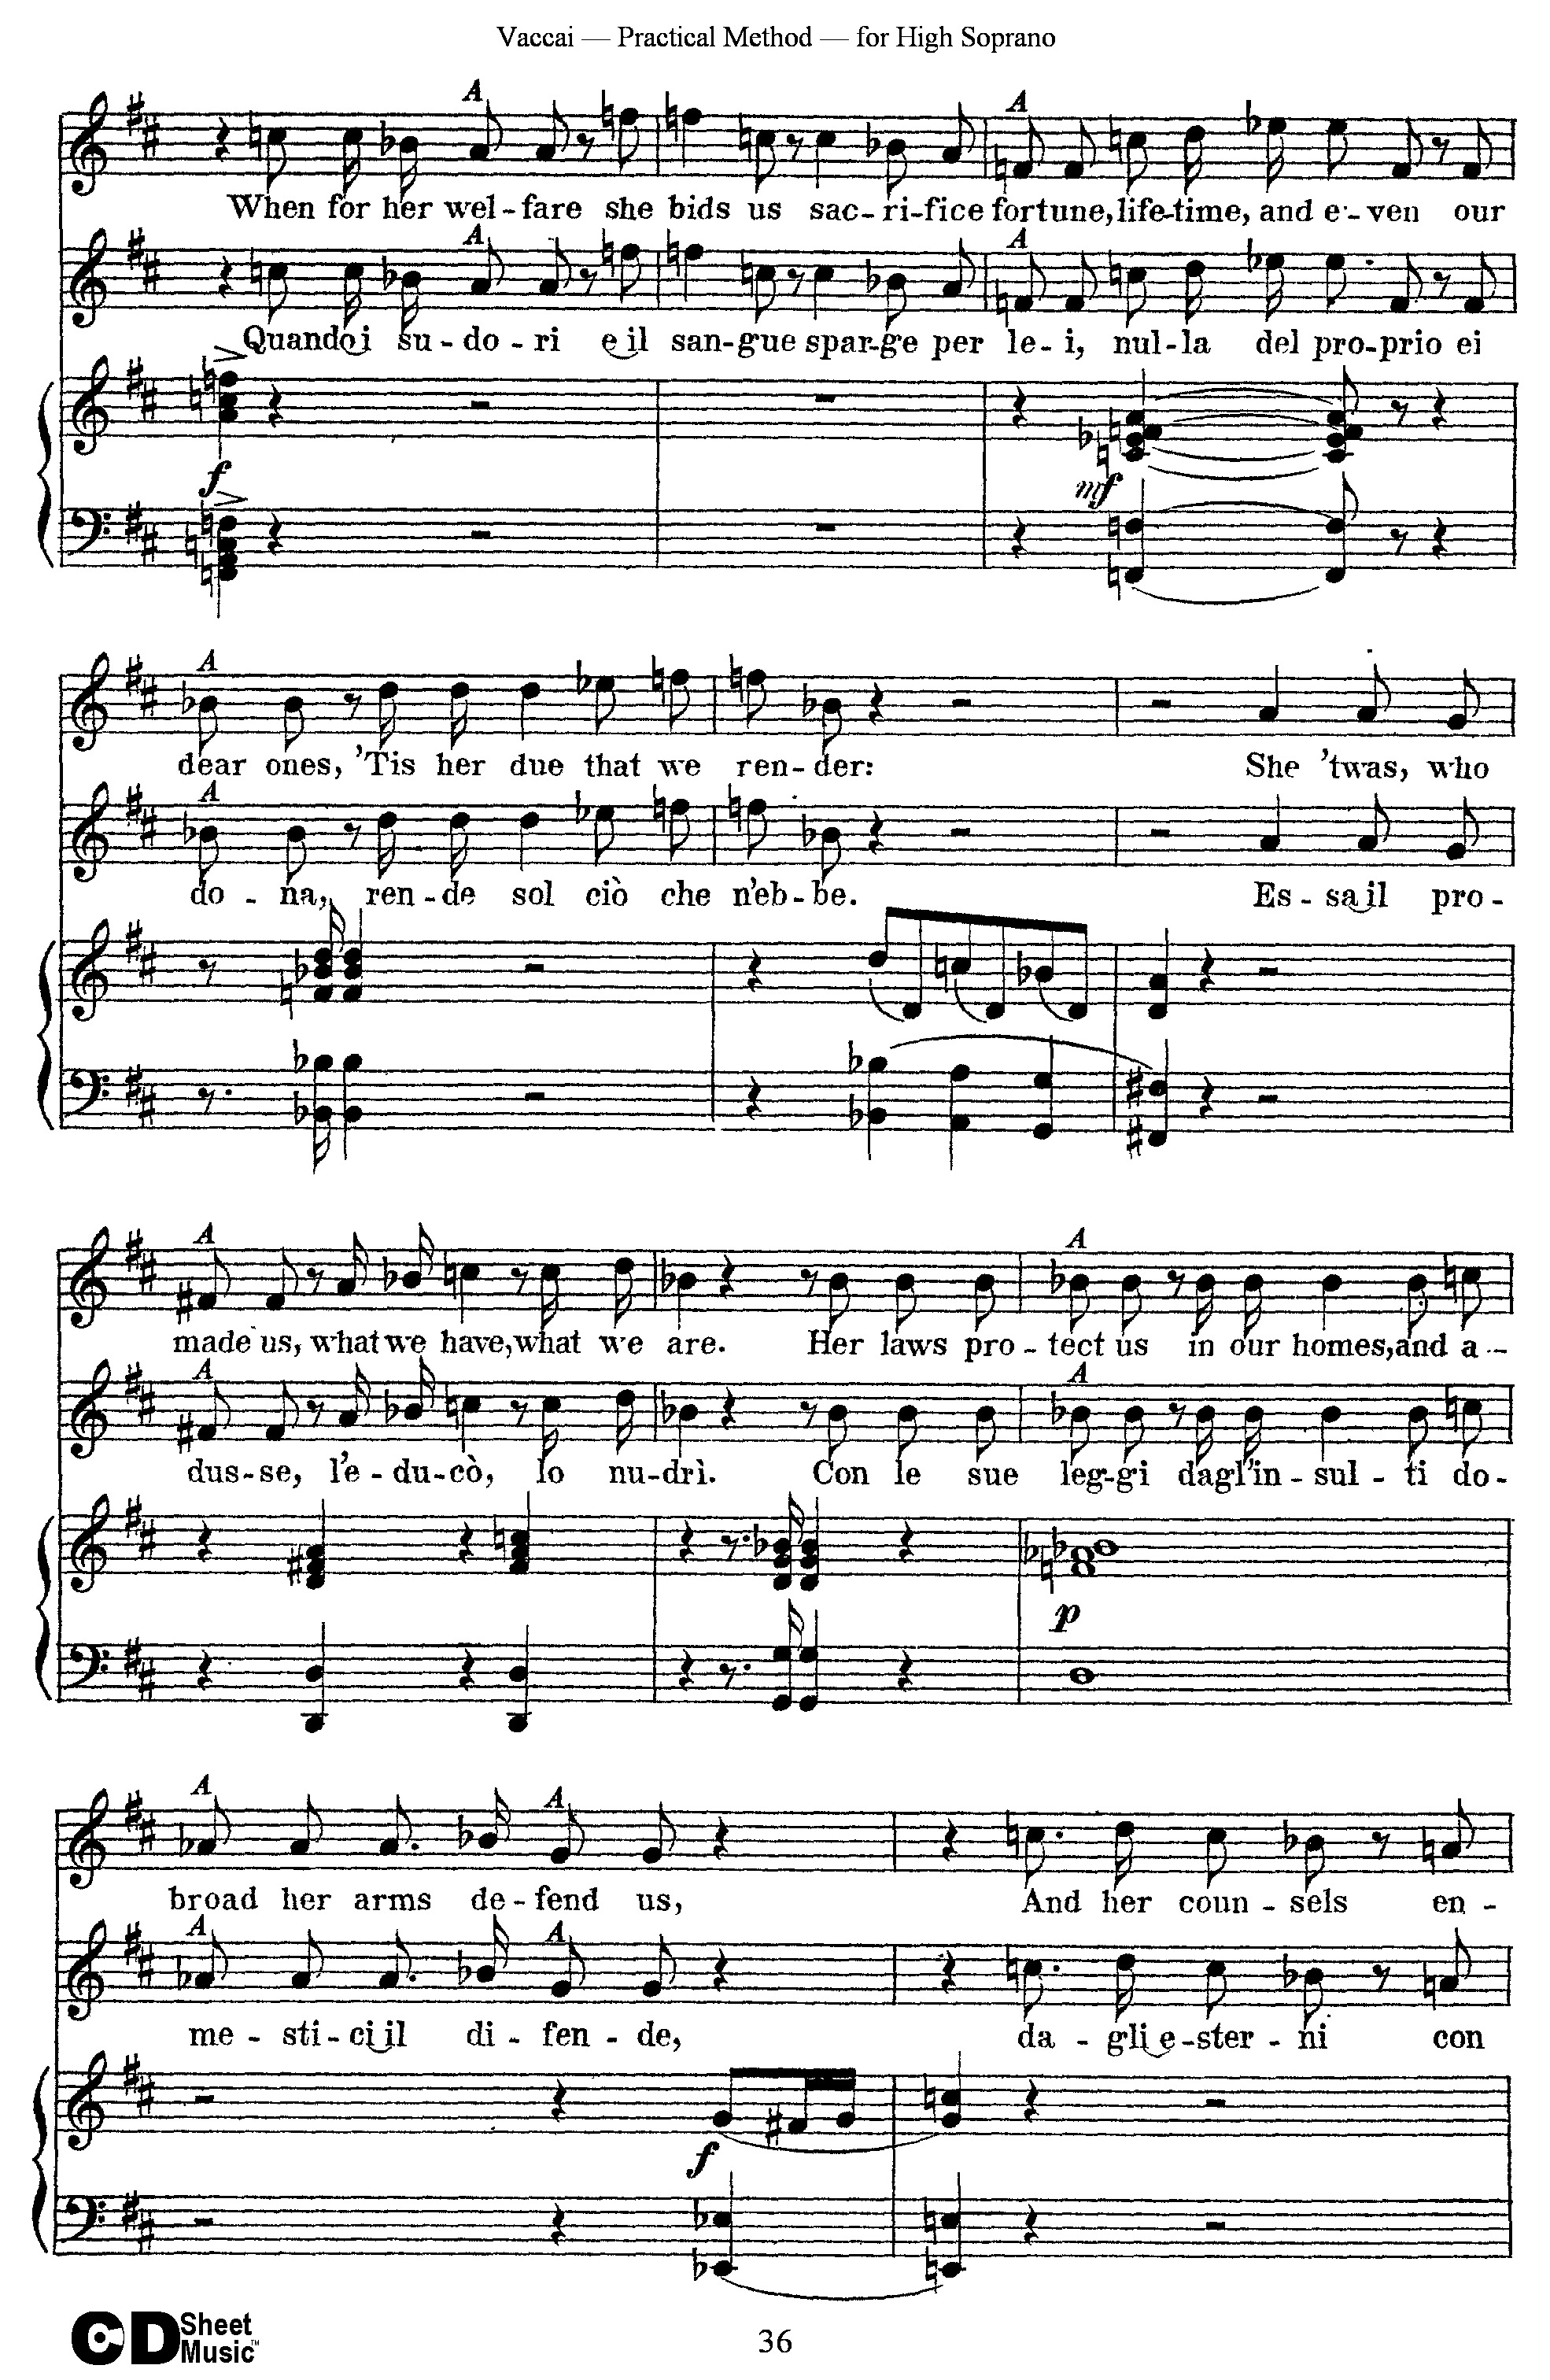 Vaccai — Practical Method — for High Soprano
A A
When for her wel-fare she bids us sac-ri-fice fortune, life-time, and e-ven our
A A
Quando i su-do-ri e il san-gue spar-ge per le-i, nul-la del pro-prio ei
f
mf
A
dear ones, 'Tis her due that we ren-der: She 'twas, who
A
do-na, ren-de sol ciò che n'eb-be. Es-sa il pro-
A A
made us, what we have, what we are. Her laws pro-tect us in our homes, and a-
A A
dus-se, l'e-du-cò, lo nu-drì. Con le sue leg-gi dagl'in-sul-ti do-
p
A A
broad her arms de-fend us, And her coun-sels en-
A A
me-sti-ci il di-fen-de, da-gli e-ster-ni con
f
CD Sheet Music™
36